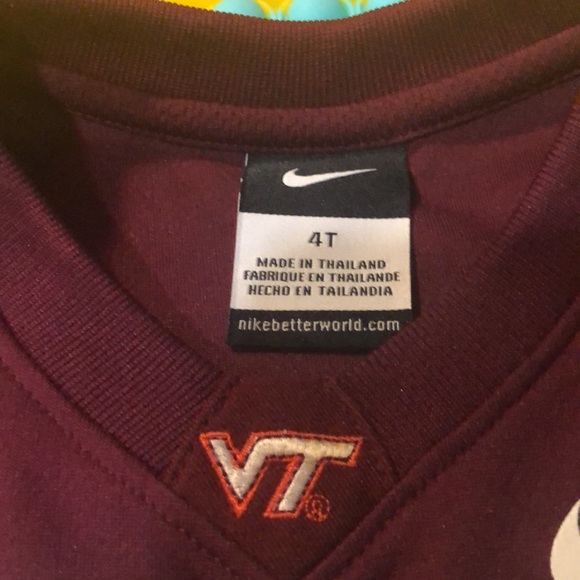 4T
MADE IN THAILAND
FABRIQUE EN THAILANDE
HECHO EN TAILANDIA
nikebetterworld.com
VT®